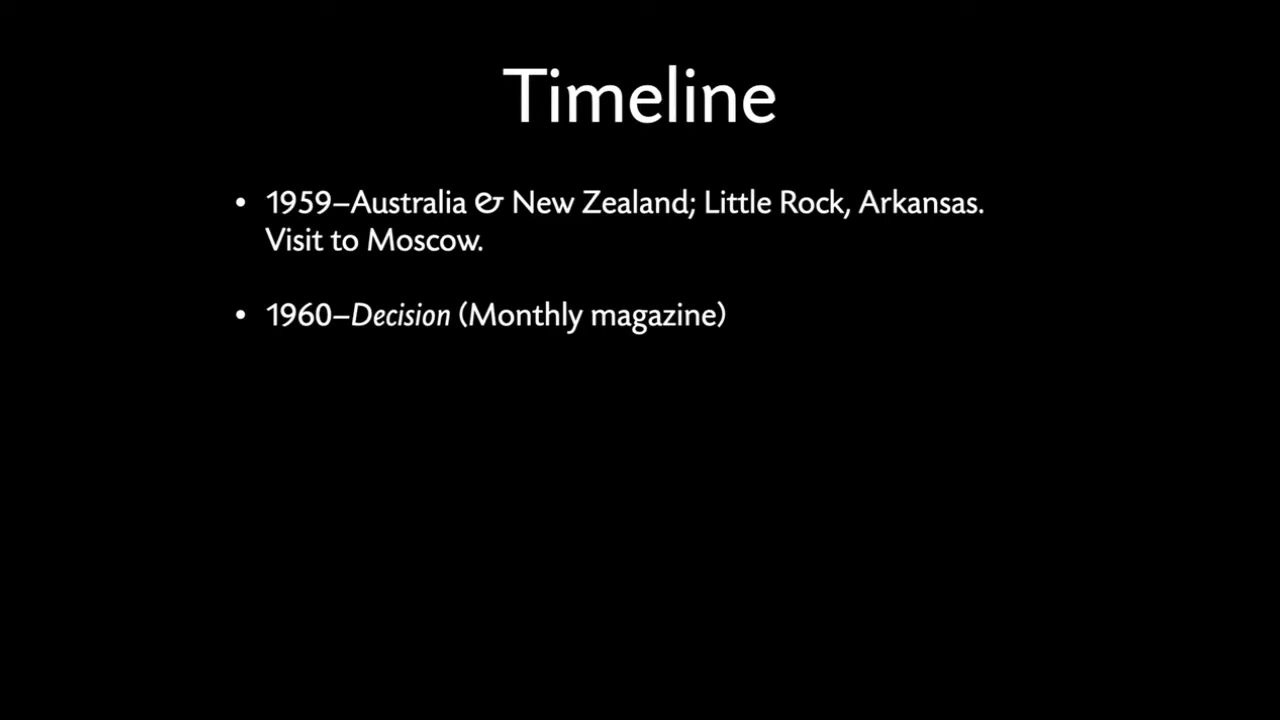 Timeline
• 1959–Australia & New Zealand; Little Rock, Arkansas.
Visit to Moscow.
• 1960–Decision (Monthly magazine)